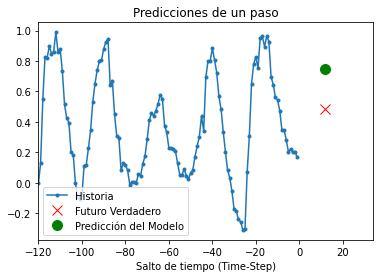 Predicciones de un paso
1.0
0.8
0.6
0.4
0.2
0.0
−0.2
Historia
Futuro Verdadero
Predicción del Modelo
−120 −100 −80 −60 −40 −20 0 20
Salto de tiempo (Time-Step)